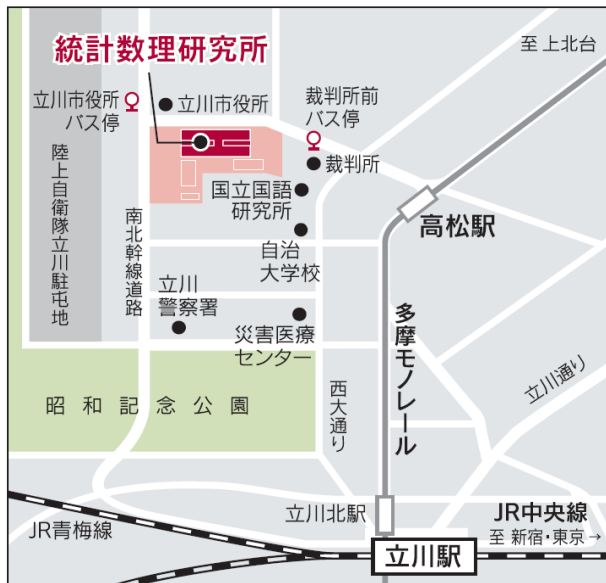 統計数理研究所
至 上北台
立川市役所
バス停
立川市役所
裁判所前
バス停
裁判所
国立国語
研究所
高松駅
自治
大学校
陸上自衛隊立川駐屯地
南北幹線道路
立川
警察署
災害医療
センター
多摩モノレール
昭和記念公園
西大通り
立川通り
立川北駅
JR中央線
至 新宿・東京→
JR青梅線
立川駅